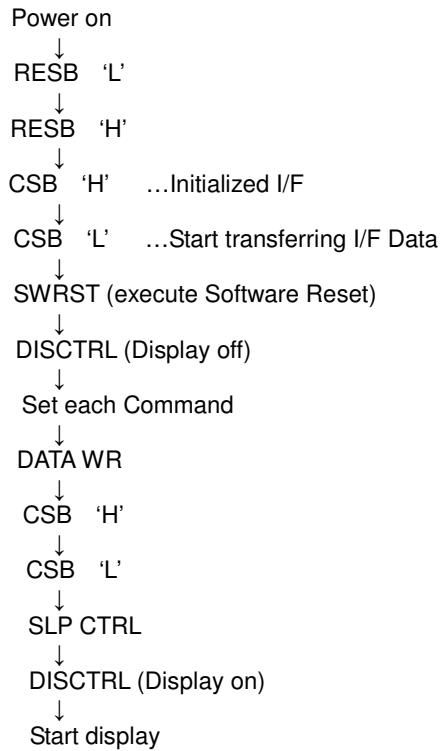 Power on
↓
RESB ‘L’
↓
RESB ‘H’
↓
CSB ‘H’ …Initialized I/F
↓
CSB ‘L’ …Start transferring I/F Data
↓
SWRST (execute Software Reset)
↓
DISCTRL (Display off)
↓
Set each Command
↓
DATA WR
↓
CSB ‘H’
↓
CSB ‘L’
↓
SLP CTRL
↓
DISCTRL (Display on)
↓
Start display